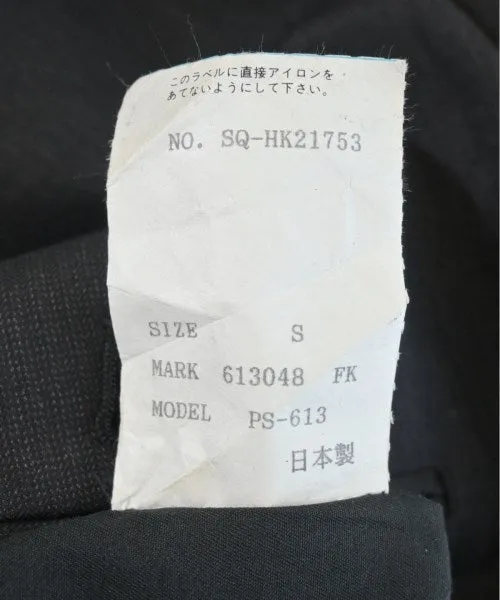 このラベルに直接アイロンを
あてないようにして下さい。
NO. SQ-HK21753
SIZE S
MARK 613048 FK
MODEL PS-613
日本製